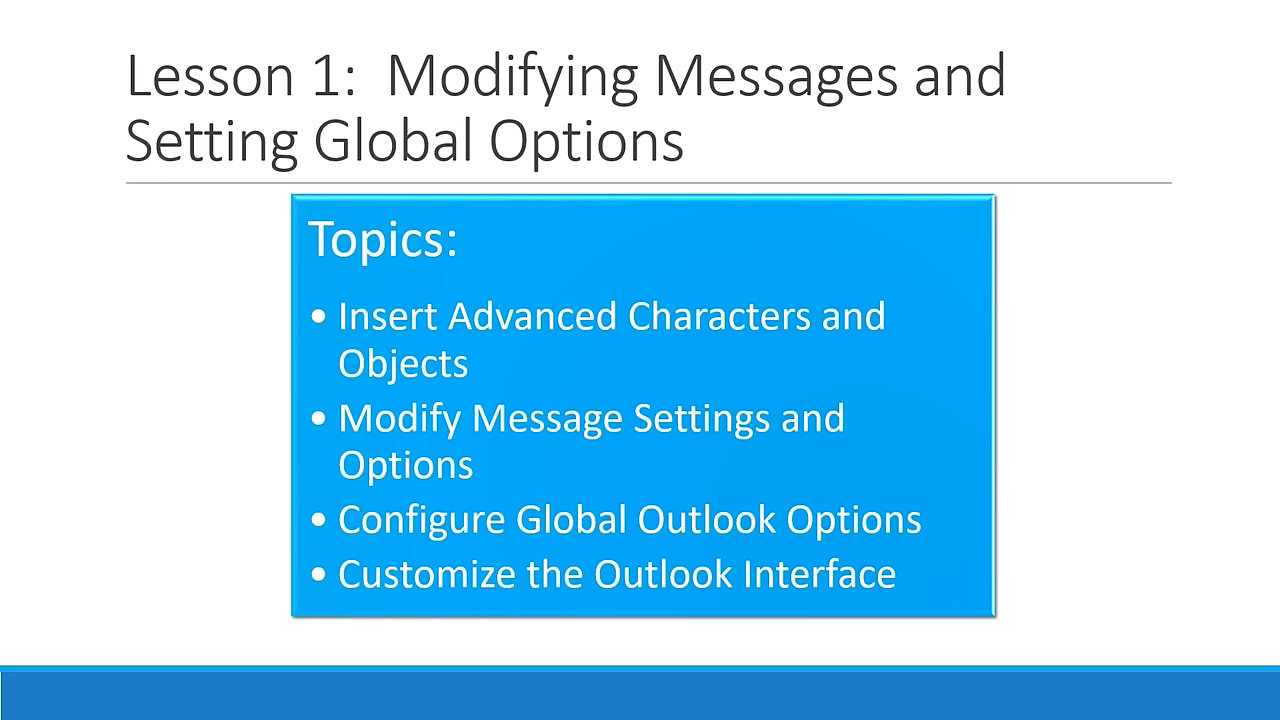 Lesson 1:  Modifying Messages and
Setting Global Options
Topics:
• Insert Advanced Characters and
Objects
• Modify Message Settings and
Options
• Configure Global Outlook Options
• Customize the Outlook Interface